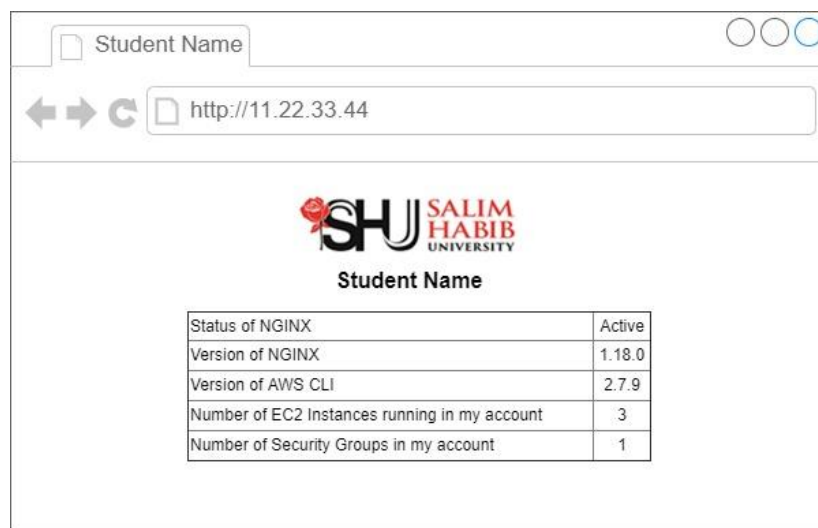 Student Name
http://11.22.33.44
SHU SALIM
HABIB
UNIVERSITY
Student Name
Status of NGINX Active
Version of NGINX 1.18.0
Version of AWS CLI 2.7.9
Number of EC2 Instances running in my account 3
Number of Security Groups in my account 1